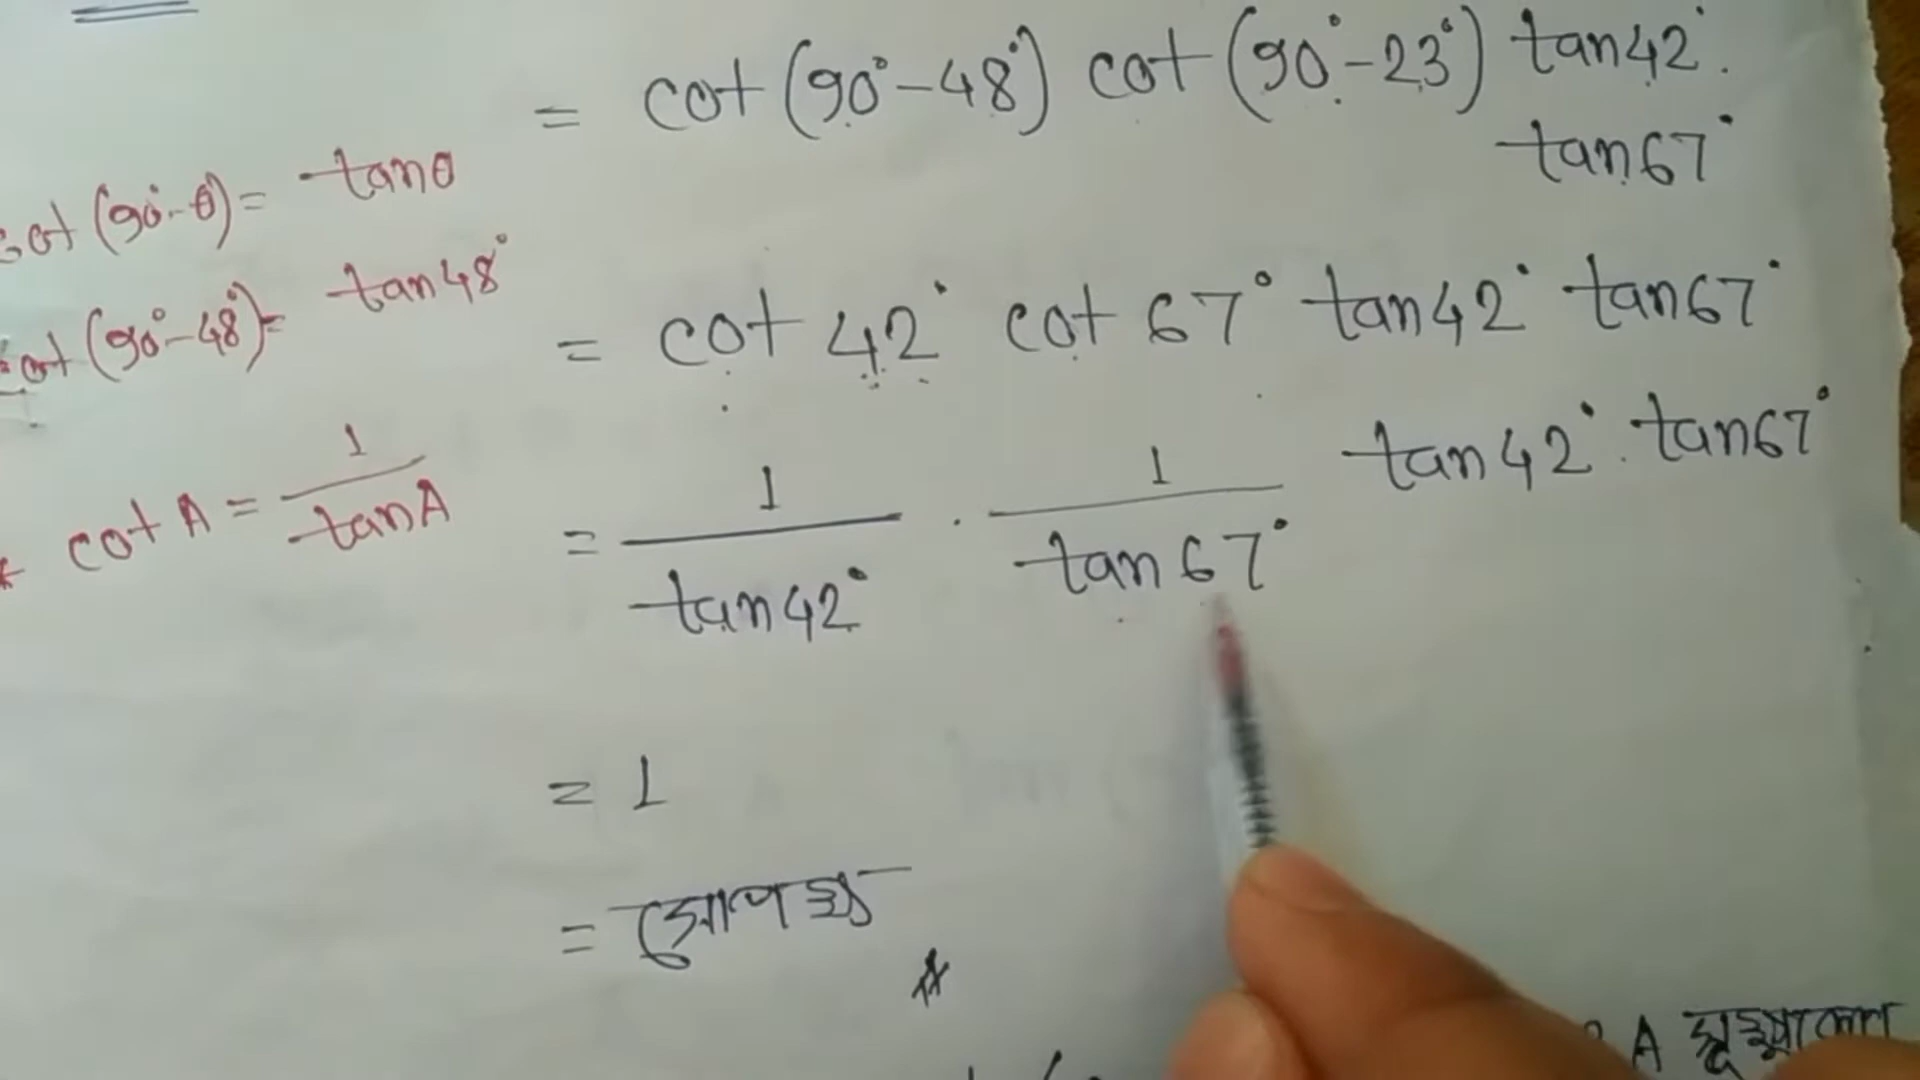 = cot (90° - 48°) cot (90° - 23°) tan 42°.
tan 67°
cot (90° - θ) = tan θ
cot (90° - 48°) = tan 48°
= cot 42° cot 67° tan 42° tan 67°
* cot A = 1 / tan A
= 1 / tan 42° . 1 / tan 67° tan 42° . tan 67°
= 1
= সোপক্ষ
A